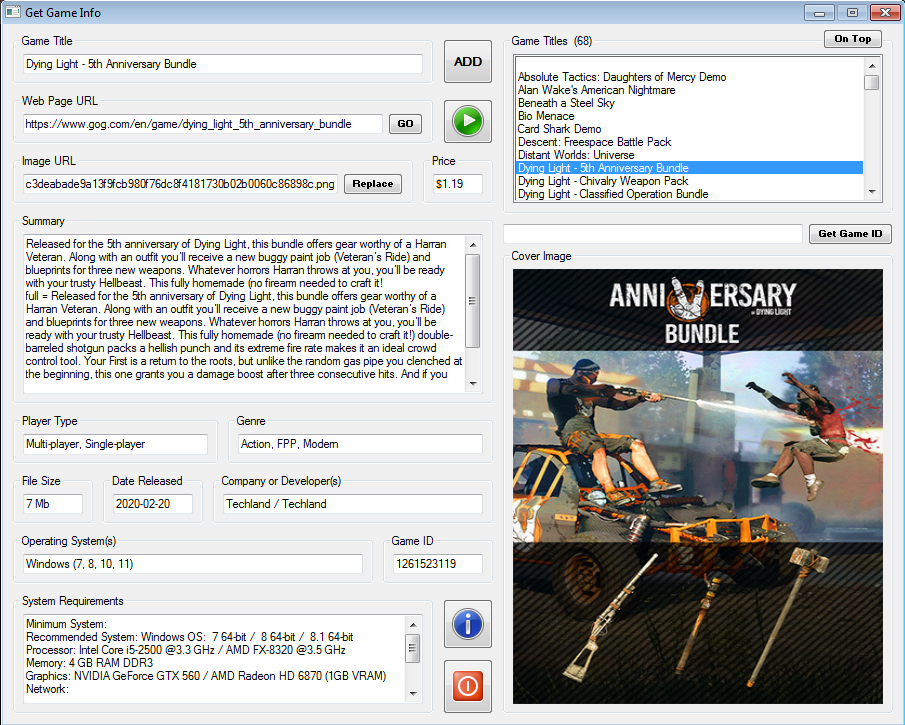 Get Game Info
Game Title
Dying Light - 5th Anniversary Bundle
ADD
Web Page URL
https://www.gog.com/en/game/dying_light_5th_anniversary_bundle
GO
Image URL
c3deabade9a13f9fcb980f76dc8f4181730b02b0060c86898c.png
Replace
Price
$1.19
Summary
Released for the 5th anniversary of Dying Light, this bundle offers gear worthy of a Harran
Veteran. Along with an outfit you'll receive a new buggy paint job (Veteran's Ride) and
blueprints for three new weapons. Whatever horrors Harran throws at you, you'll be ready
with your trusty Hellbeast. This fully homemade (no firearm needed to craft it!
full = Released for the 5th anniversary of Dying Light, this bundle offers gear worthy of a
Harran Veteran. Along with an outfit you'll receive a new buggy paint job (Veteran's Ride)
and blueprints for three new weapons. Whatever horrors Harran throws at you, you'll be
ready with your trusty Hellbeast. This fully homemade (no firearm needed to craft it!) double-
barreled shotgun packs a hellish punch and its extreme fire rate makes it an ideal crowd
control tool. Your First is a return to the roots, but unlike the random gas pipe you clenched at
the beginning, this one grants you a damage boost after three consecutive hits. And if you
Player Type
Multi-player, Single-player
Genre
Action, FPP, Modern
File Size
7 Mb
Date Released
2020-02-20
Company or Developer(s)
Techland / Techland
Operating System(s)
Windows (7, 8, 10, 11)
Game ID
1261523119
System Requirements
Minimum System:
Recommended System: Windows OS:  7 64-bit /  8 64-bit /  8.1 64-bit
Processor: Intel Core i5-2500 @3.3 GHz / AMD FX-8320 @3.5 GHz
Memory: 4 GB RAM DDR3
Graphics: NVIDIA GeForce GTX 560 / AMD Radeon HD 6870 (1GB VRAM)
Network:
Game Titles (68)
On Top
Absolute Tactics: Daughters of Mercy Demo
Alan Wake's American Nightmare
Beneath a Steel Sky
Bio Menace
Card Shark Demo
Descent: Freespace Battle Pack
Distant Worlds: Universe
Dying Light - 5th Anniversary Bundle
Dying Light - Chivalry Weapon Pack
Dying Light - Classified Operation Bundle
Get Game ID
Cover Image
ANNIVERSARY
BY DYING LIGHT
BUNDLE